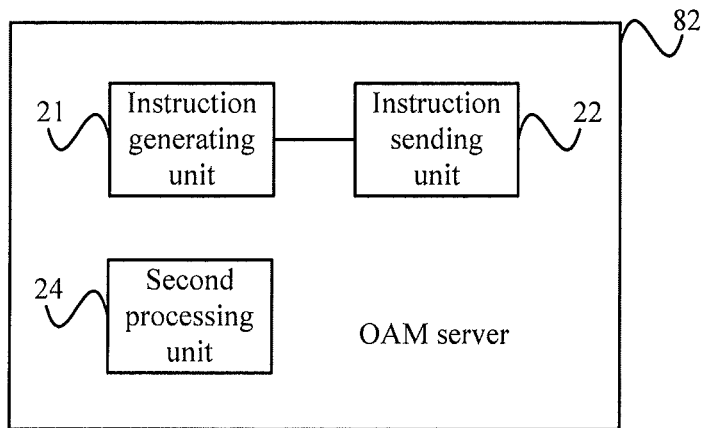 82
21
Instruction
generating
unit
Instruction
sending
unit
22
24
Second
processing
unit
OAM server